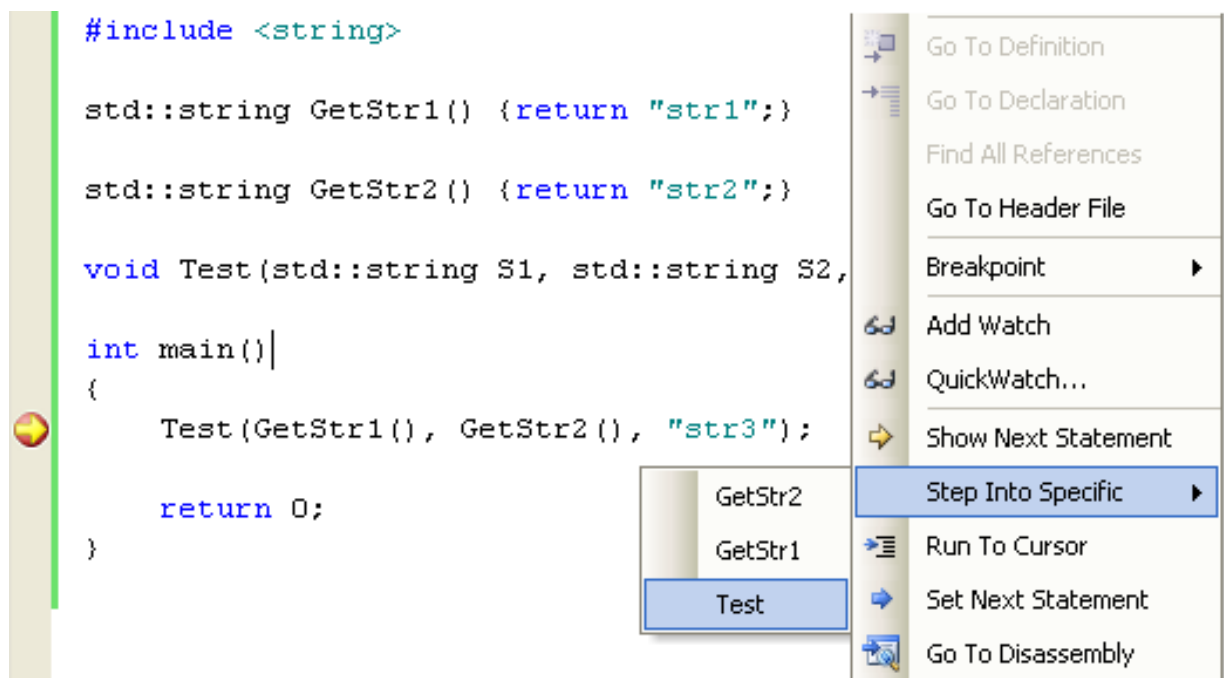 #include <string>
std::string GetStr1() {return "str1";}
std::string GetStr2() {return "str2";}
void Test(std::string S1, std::string S2,
int main()
{
Test(GetStr1(), GetStr2(), "str3");
return 0;
}
Go To Definition
Go To Declaration
Find All References
Go To Header File
Breakpoint
Add Watch
QuickWatch...
Show Next Statement
Step Into Specific
Run To Cursor
Set Next Statement
Go To Disassembly
GetStr2
GetStr1
Test